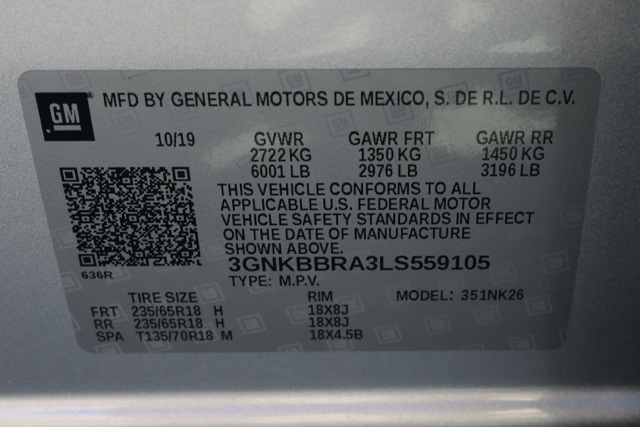 GM ® MFD BY GENERAL MOTORS DE MEXICO, S. DE R.L. DE C.V.
10/19 GVWR GAWR FRT GAWR RR
2722 KG 1350 KG 1450 KG
6001 LB 2976 LB 3196 LB
THIS VEHICLE CONFORMS TO ALL
APPLICABLE U.S. FEDERAL MOTOR
VEHICLE SAFETY STANDARDS IN EFFECT
ON THE DATE OF MANUFACTURE
SHOWN ABOVE.
3GNKBBRA3LS559105
636R
TYPE: M.P.V.
TIRE SIZE RIM MODEL: 351NK26
FRT 235/65R18 H 18X8J
RR 235/65R18 H 18X8J
SPA T135/70R18 M 18X4.5B